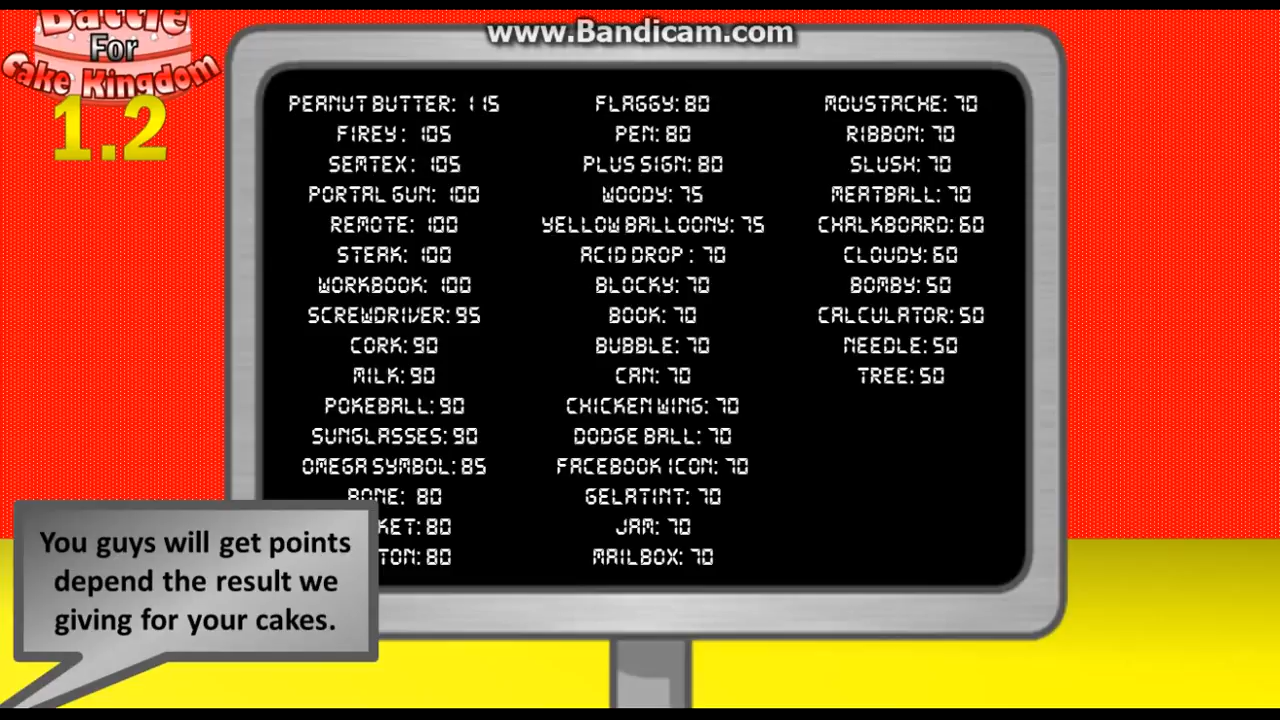 www.Bandicam.com
Battle
For
Cake Kingdom
1.2
PEANUT BUTTER: 115
FIREY: 105
SEMTEX: 105
PORTAL GUN: 100
REMOTE: 100
STEAK: 100
WORKBOOK: 100
SCREWDRIVER: 95
CORK: 90
MILK: 90
POKEBALL: 90
SUNGLASSES: 90
OMEGA SYMBOL: 85
BONE: 80
KET: 80
TON: 80
FLAGGY: 80
PEN: 80
PLUS SIGN: 80
WOODY: 75
YELLOW BALLOONY: 75
ACID DROP : 70
BLOCKY: 70
BOOK: 70
BUBBLE: 70
CAN: 70
CHICKEN WING: 70
DODGE BALL: 70
FACEBOOK ICON: 70
GELATINT: 70
JAM: 70
MAILBOX: 70
MOUSTACHE: 70
RIBBON: 70
SLUSH: 70
MEATBALL: 70
CHALKBOARD: 60
CLOUDY: 60
BOMBY: 50
CALCULATOR: 50
NEEDLE: 50
TREE: 50
You guys will get points
depend the result we
giving for your cakes.